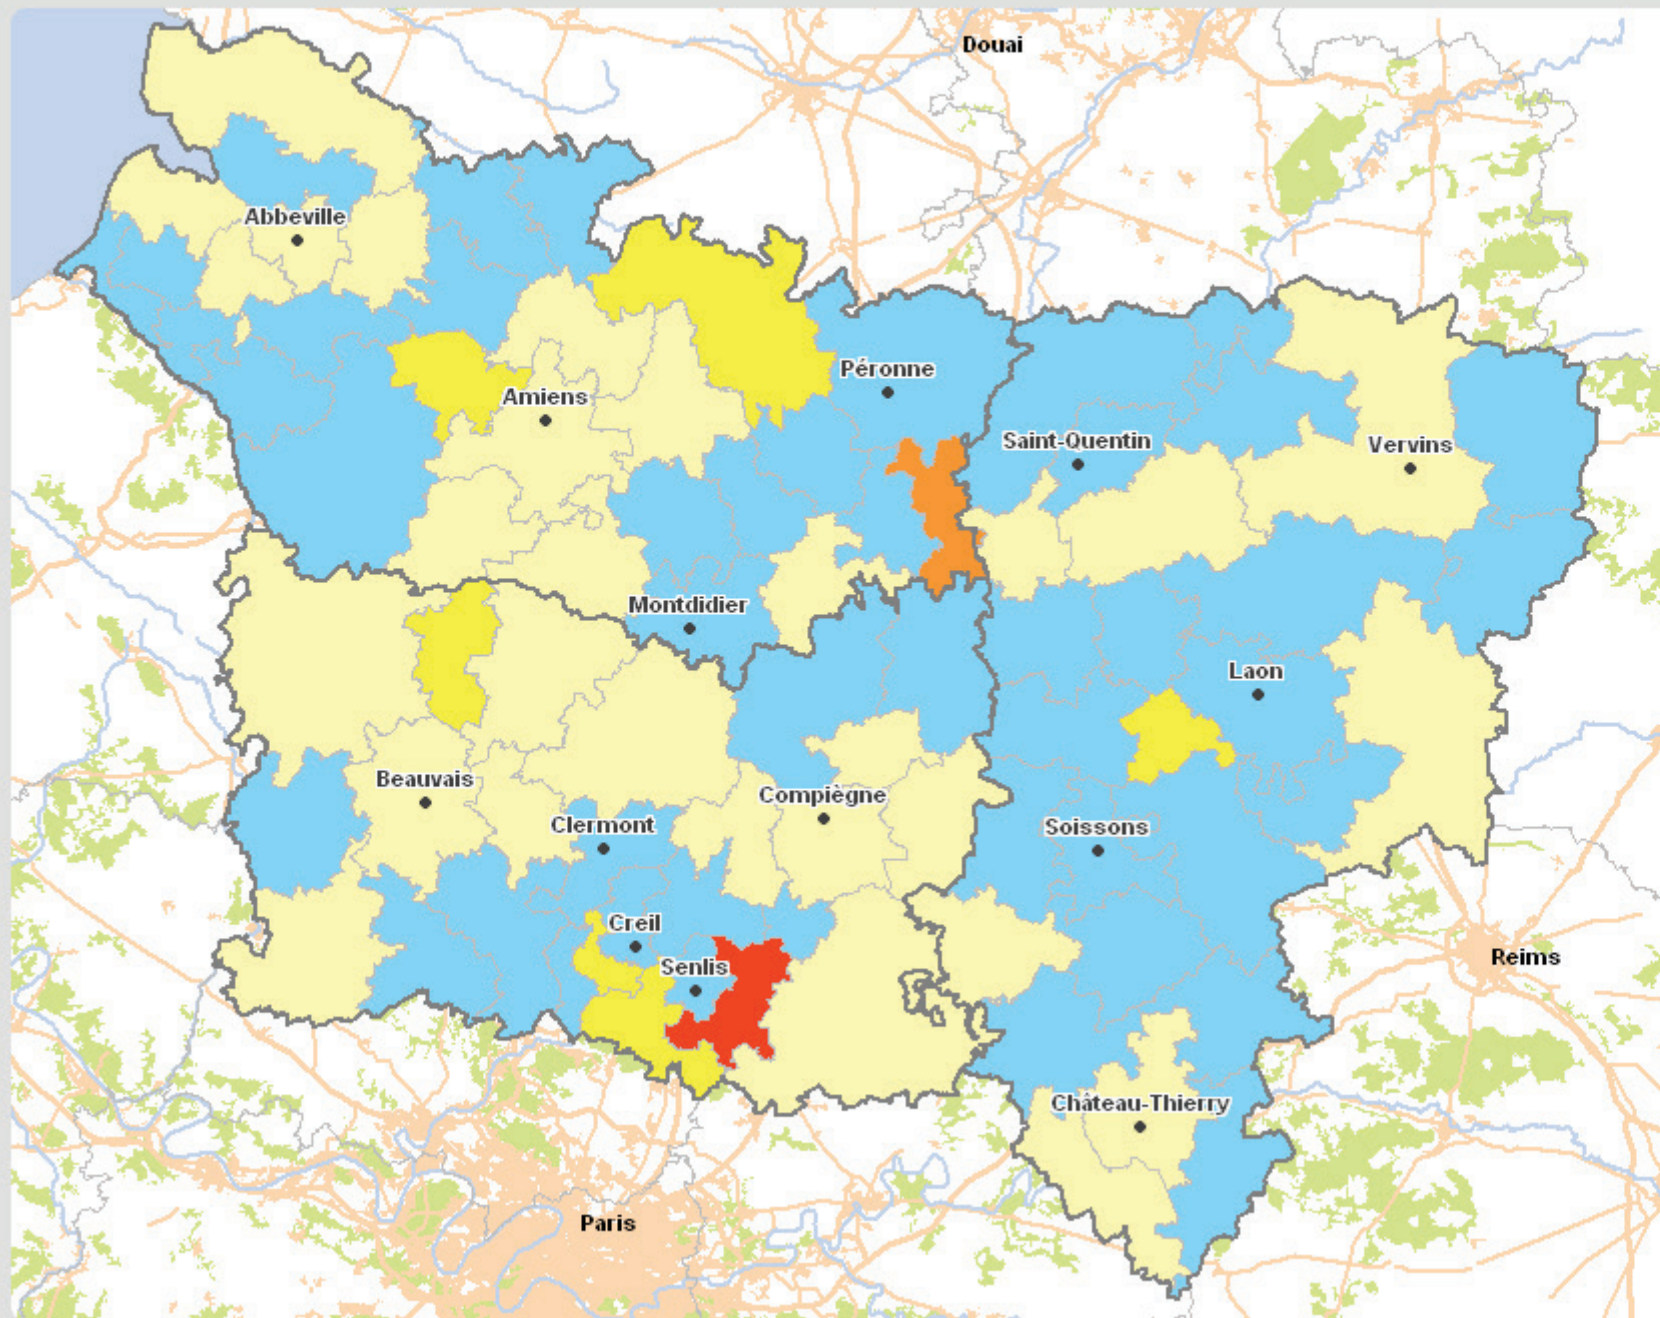 Douai
Abbeville
Péronne
Amiens
Saint-Quentin
Vervins
Montdidier
Laon
Beauvais
Compiègne
Clermont
Soissons
Creil
Senlis
Reims
Château-Thierry
Paris